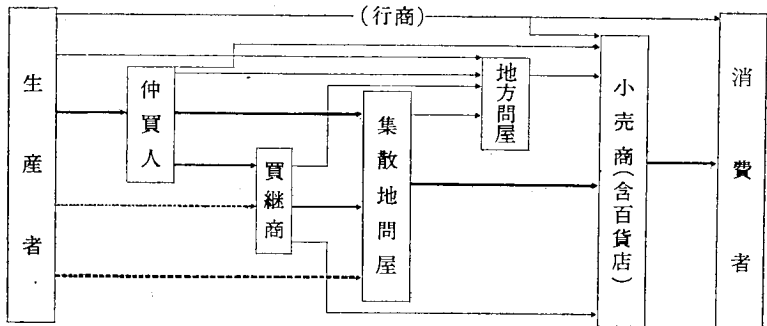 (行商)
生産者
仲買人
買継商
集散地問屋
地方問屋
小売商(含百貨店)
消費者